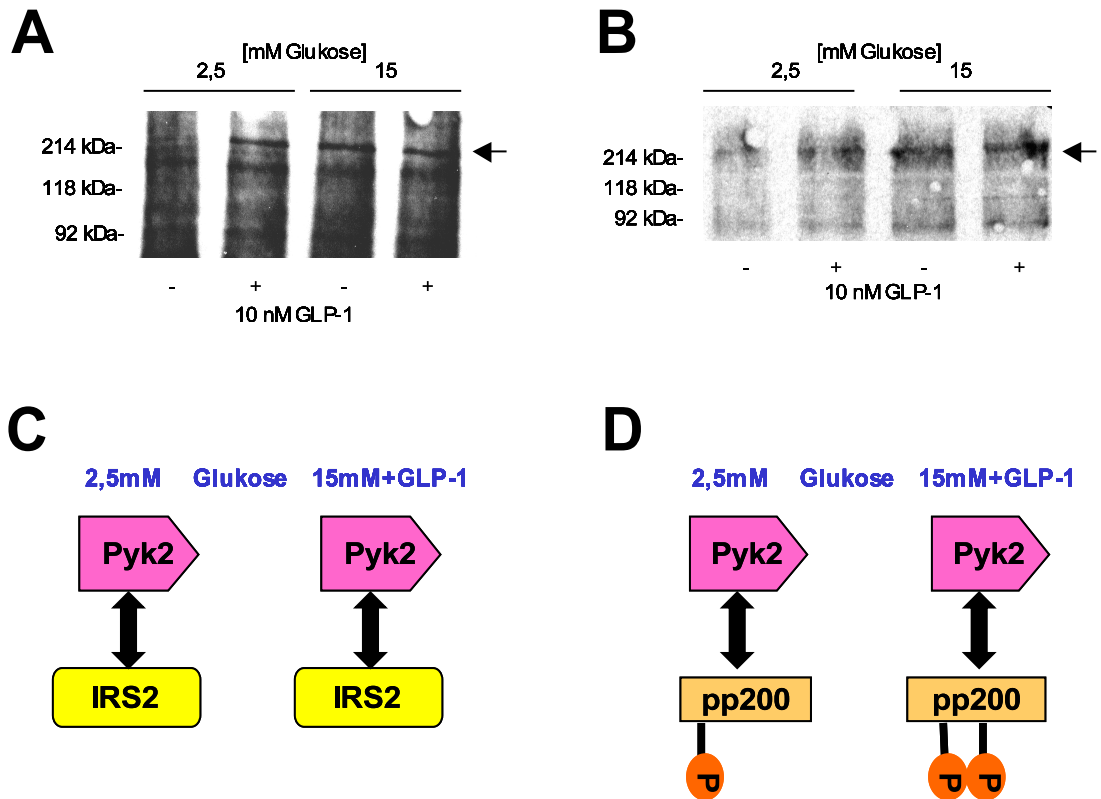 A
[mM Glukose]
2,5 15
214 kDa-
118 kDa-
92 kDa-
- + - +
10 nM GLP-1
B
[mM Glukose]
2,5 15
214 kDa-
118 kDa-
92 kDa-
- + - +
10 nM GLP-1
C
2,5mM Glukose 15mM+GLP-1
Pyk2 Pyk2
IRS2 IRS2
D
2,5mM Glukose 15mM+GLP-1
Pyk2 Pyk2
pp200 pp200
P P P